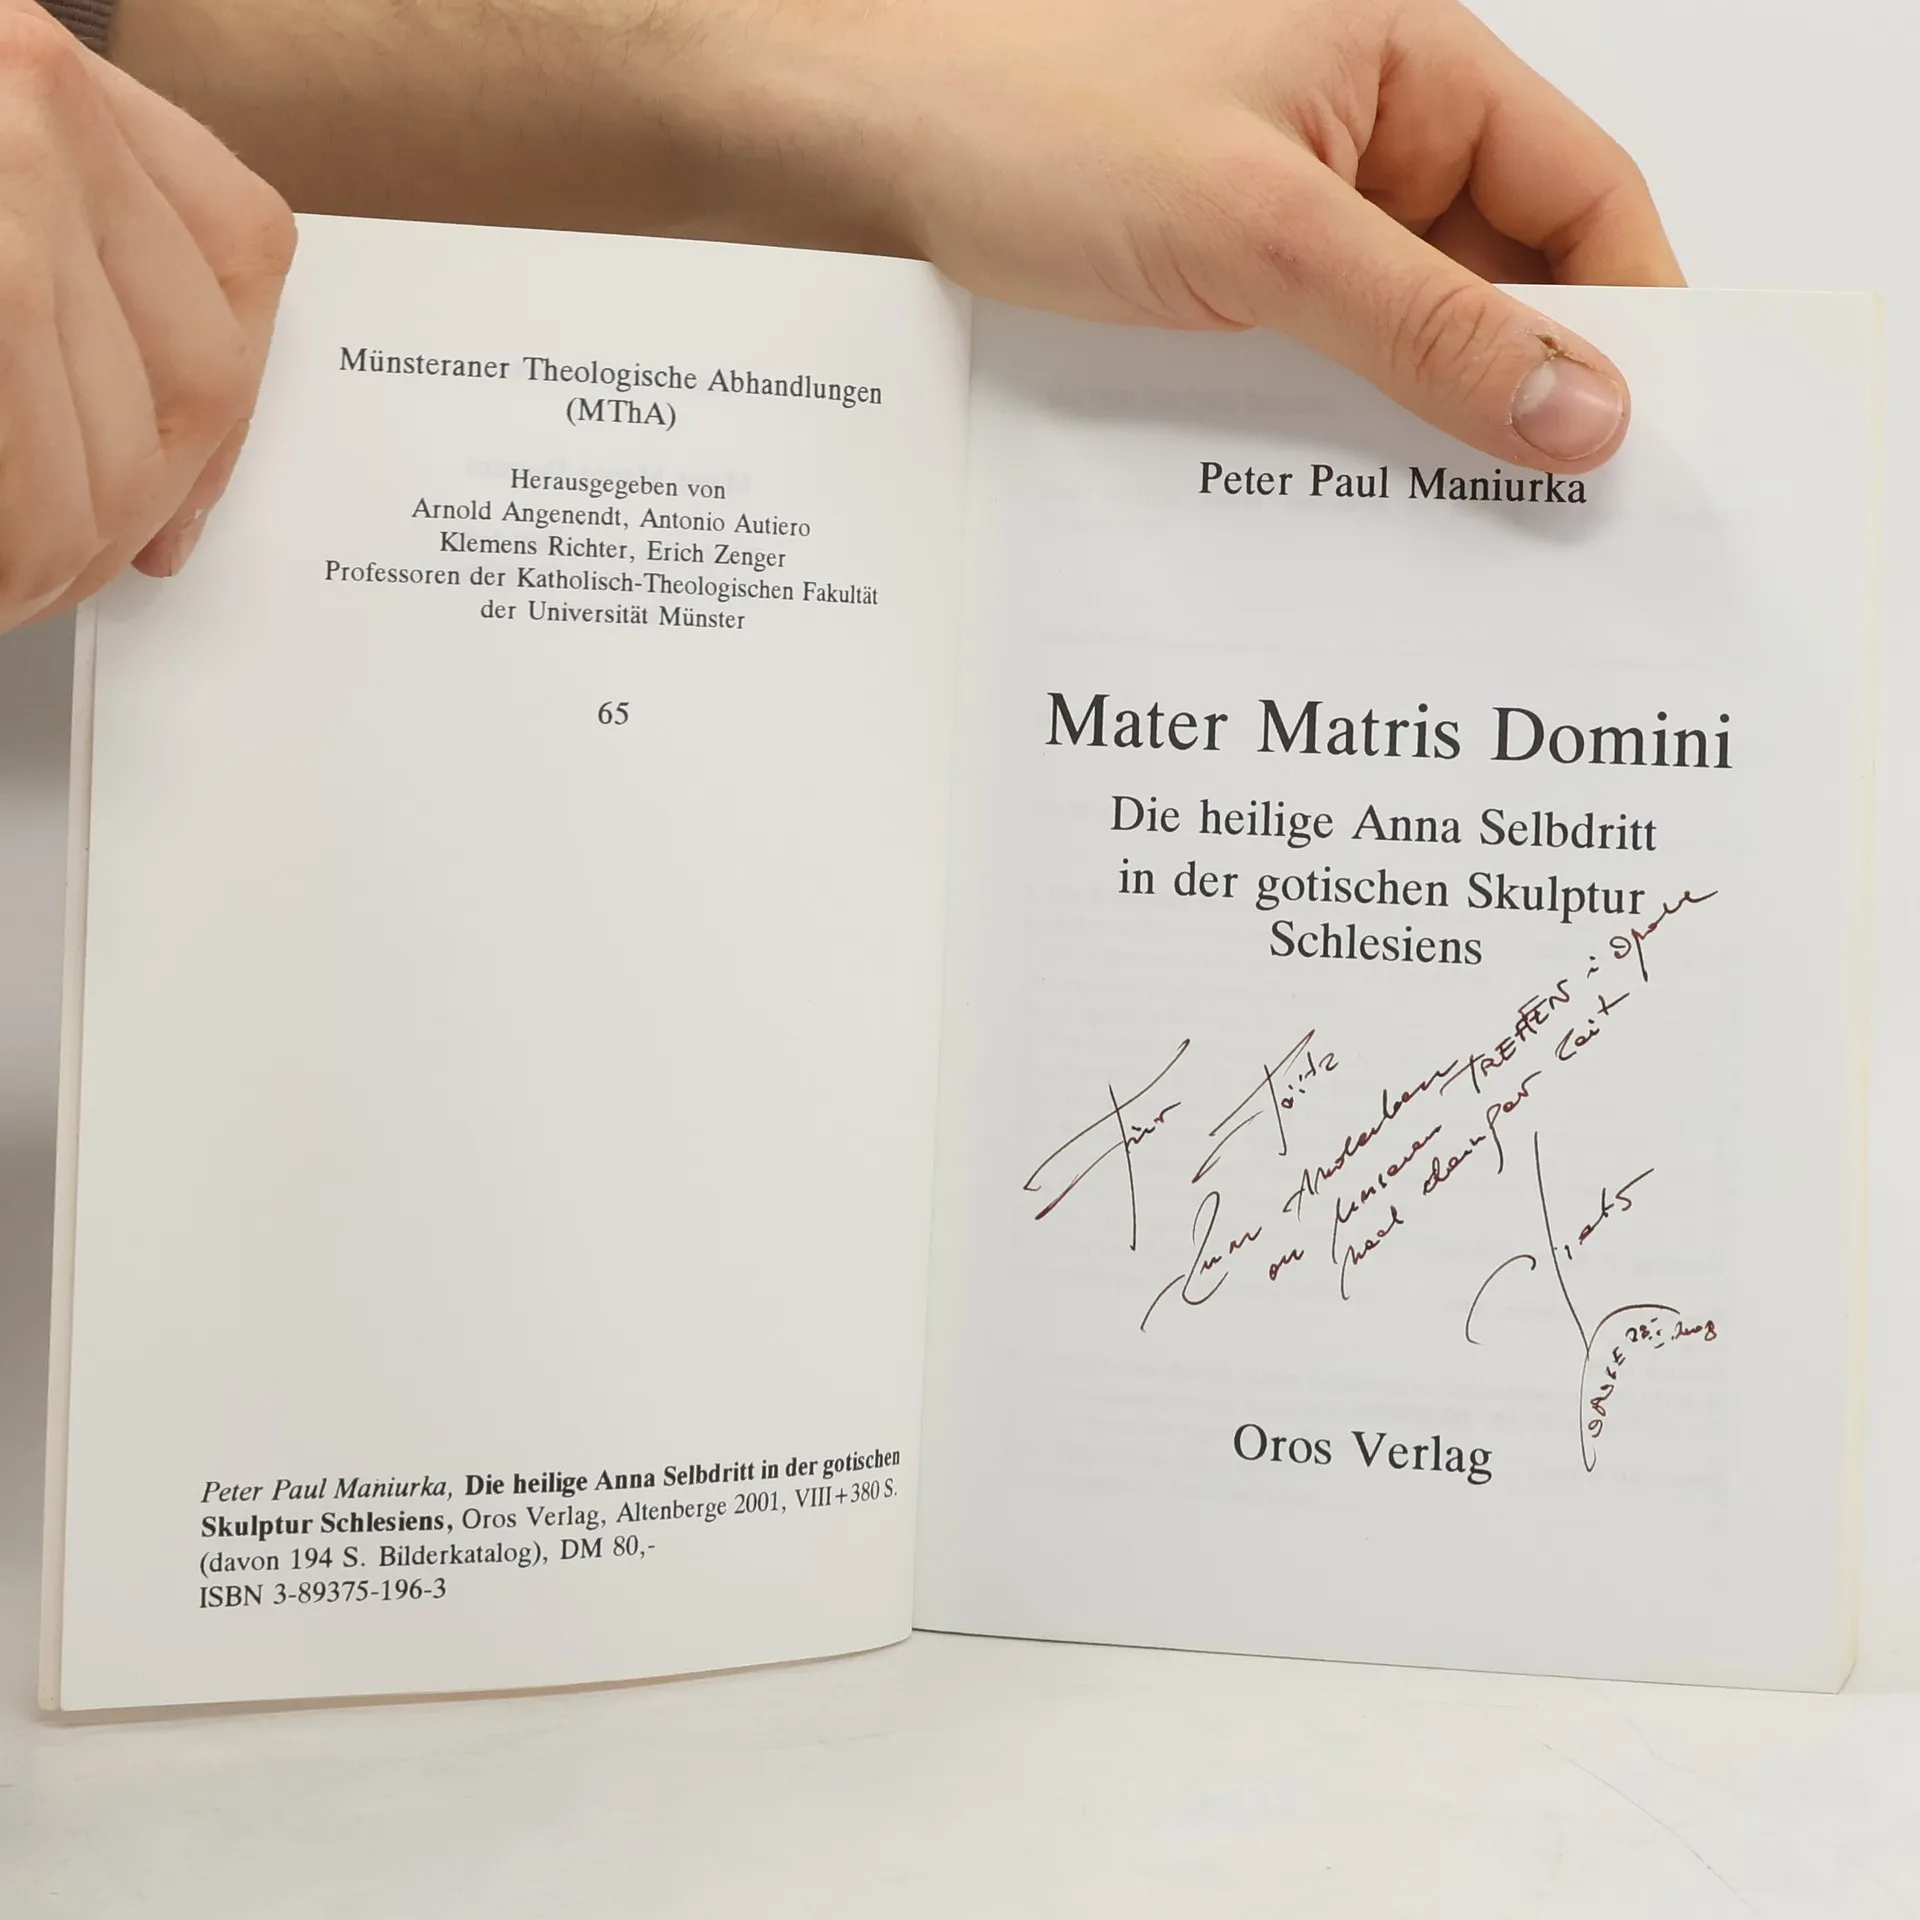 Münsteraner Theologische Abhandlungen
(MThA)
Herausgegeben von
Arnold Angenendt, Antonio Autiero
Klemens Richter, Erich Zenger
Professoren der Katholisch-Theologischen Fakultät
der Universität Münster
65
Peter Paul Maniurka, Die heilige Anna Selbdritt in der gotischen
Skulptur Schlesiens, Oros Verlag, Altenberge 2001, VIII+380 S.
(davon 194 S. Bilderkatalog), DM 80,-
ISBN 3-89375-196-3
Peter Paul Maniurka
Mater Matris Domini
Die heilige Anna Selbdritt
in der gotischen Skulptur
Schlesiens
Für
Zum TREFFEN
an unseren
Oros Verlag